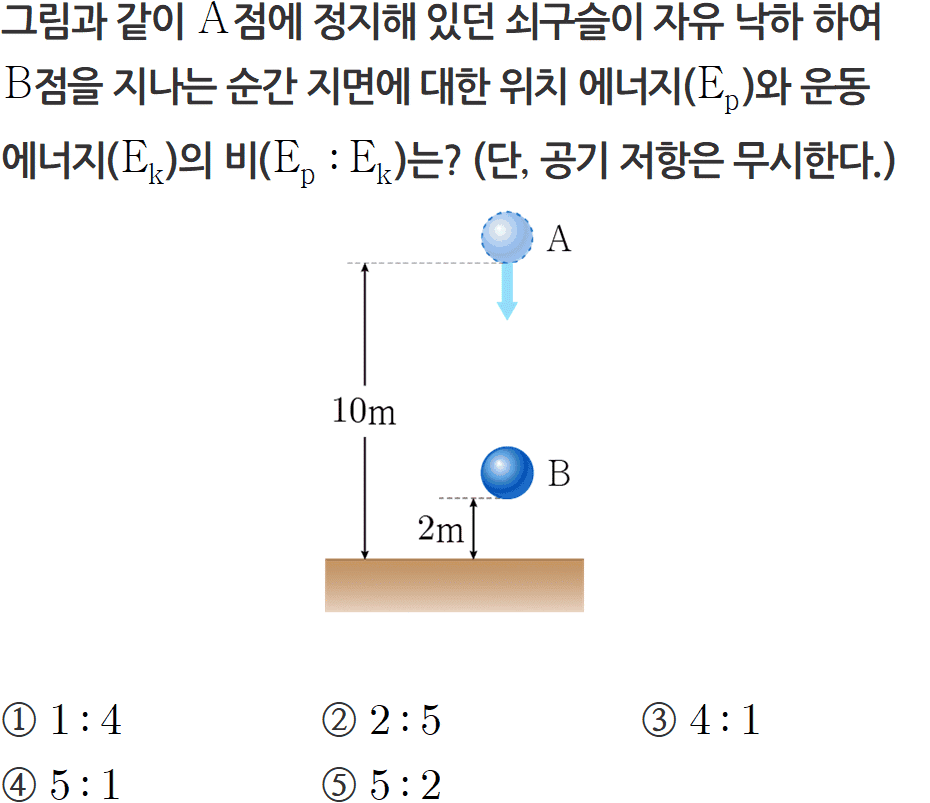 그림과 같이 A점에 정지해 있던 쇠구슬이 자유 낙하 하여
B점을 지나는 순간 지면에 대한 위치 에너지(E_p)와 운동
에너지(E_k)의 비(E_p : E_k)는? (단, 공기 저항은 무시한다.)
A
10m
B
2m
① 1 : 4 ② 2 : 5 ③ 4 : 1
④ 5 : 1 ⑤ 5 : 2